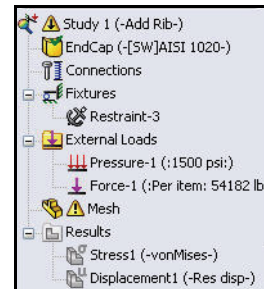 Study 1 (-Add Rib-)
EndCap (-[SW]AISI 1020-)
Connections
Fixtures
Restraint-3
External Loads
Pressure-1 (:1500 psi:)
Force-1 (:Per item: 54182 lb
Mesh
Results
Stress1 (-vonMises-)
Displacement1 (-Res disp-)